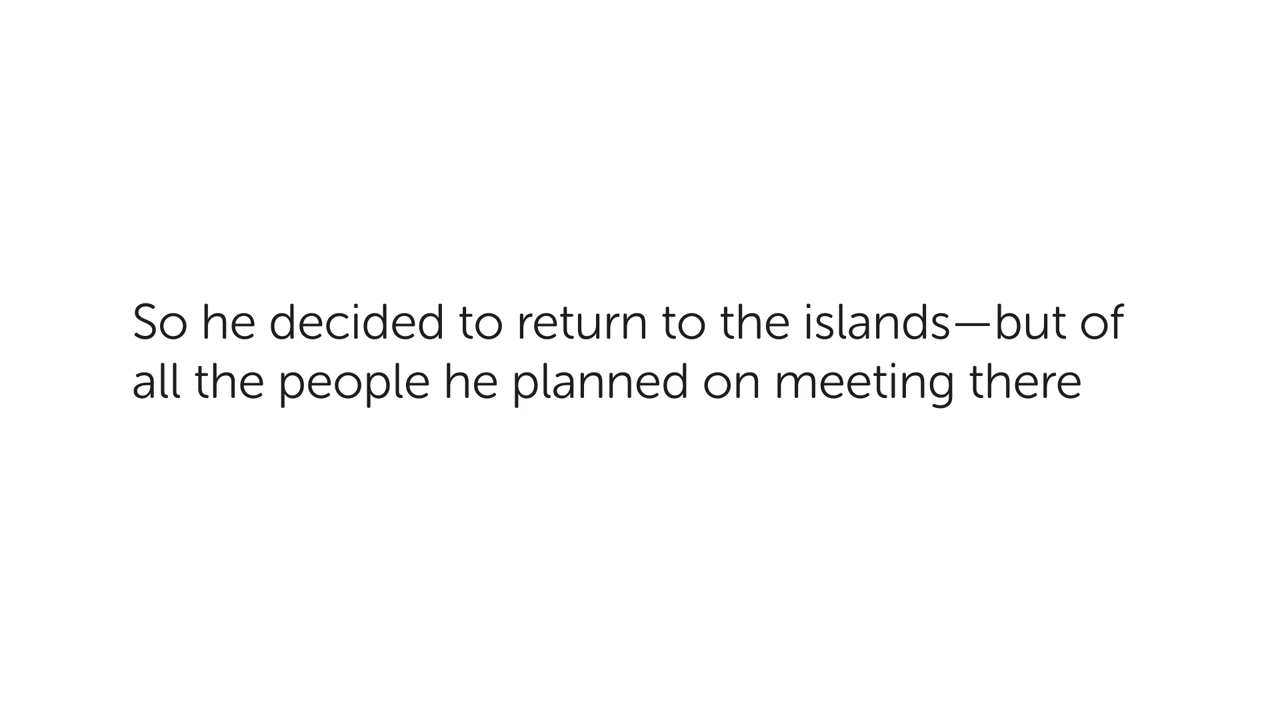 So he decided to return to the islands—but of
all the people he planned on meeting there